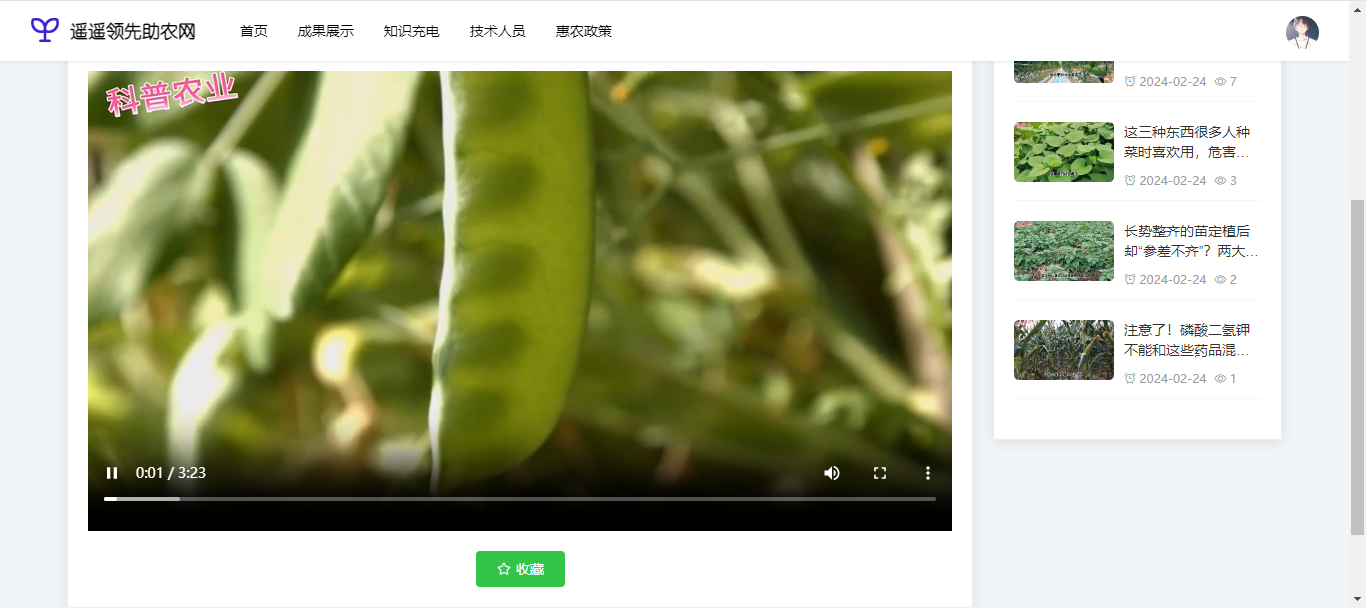 遥遥领先助农网
首页
成果展示
知识充电
技术人员
惠农政策
科普农业
0:01 / 3:23
收藏
2024-02-24 7
这三种东西很多人种
菜时喜欢用，危害...
2024-02-24 3
长势整齐的苗定植后
却“参差不齐”？两大...
2024-02-24 2
注意了！磷酸二氢钾
不能和这些药品混...
2024-02-24 1